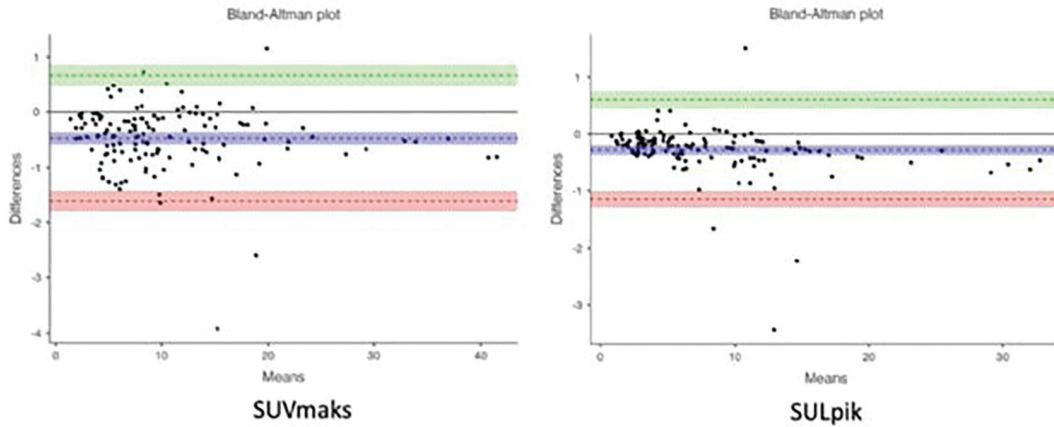 Bland-Altman plot
Differences
1
0
-1
-2
-3
-4
0 10 20 30 40
Means
SUVmaks
Bland-Altman plot
Differences
1
0
-1
-2
-3
0 10 20 30
Means
SULpik